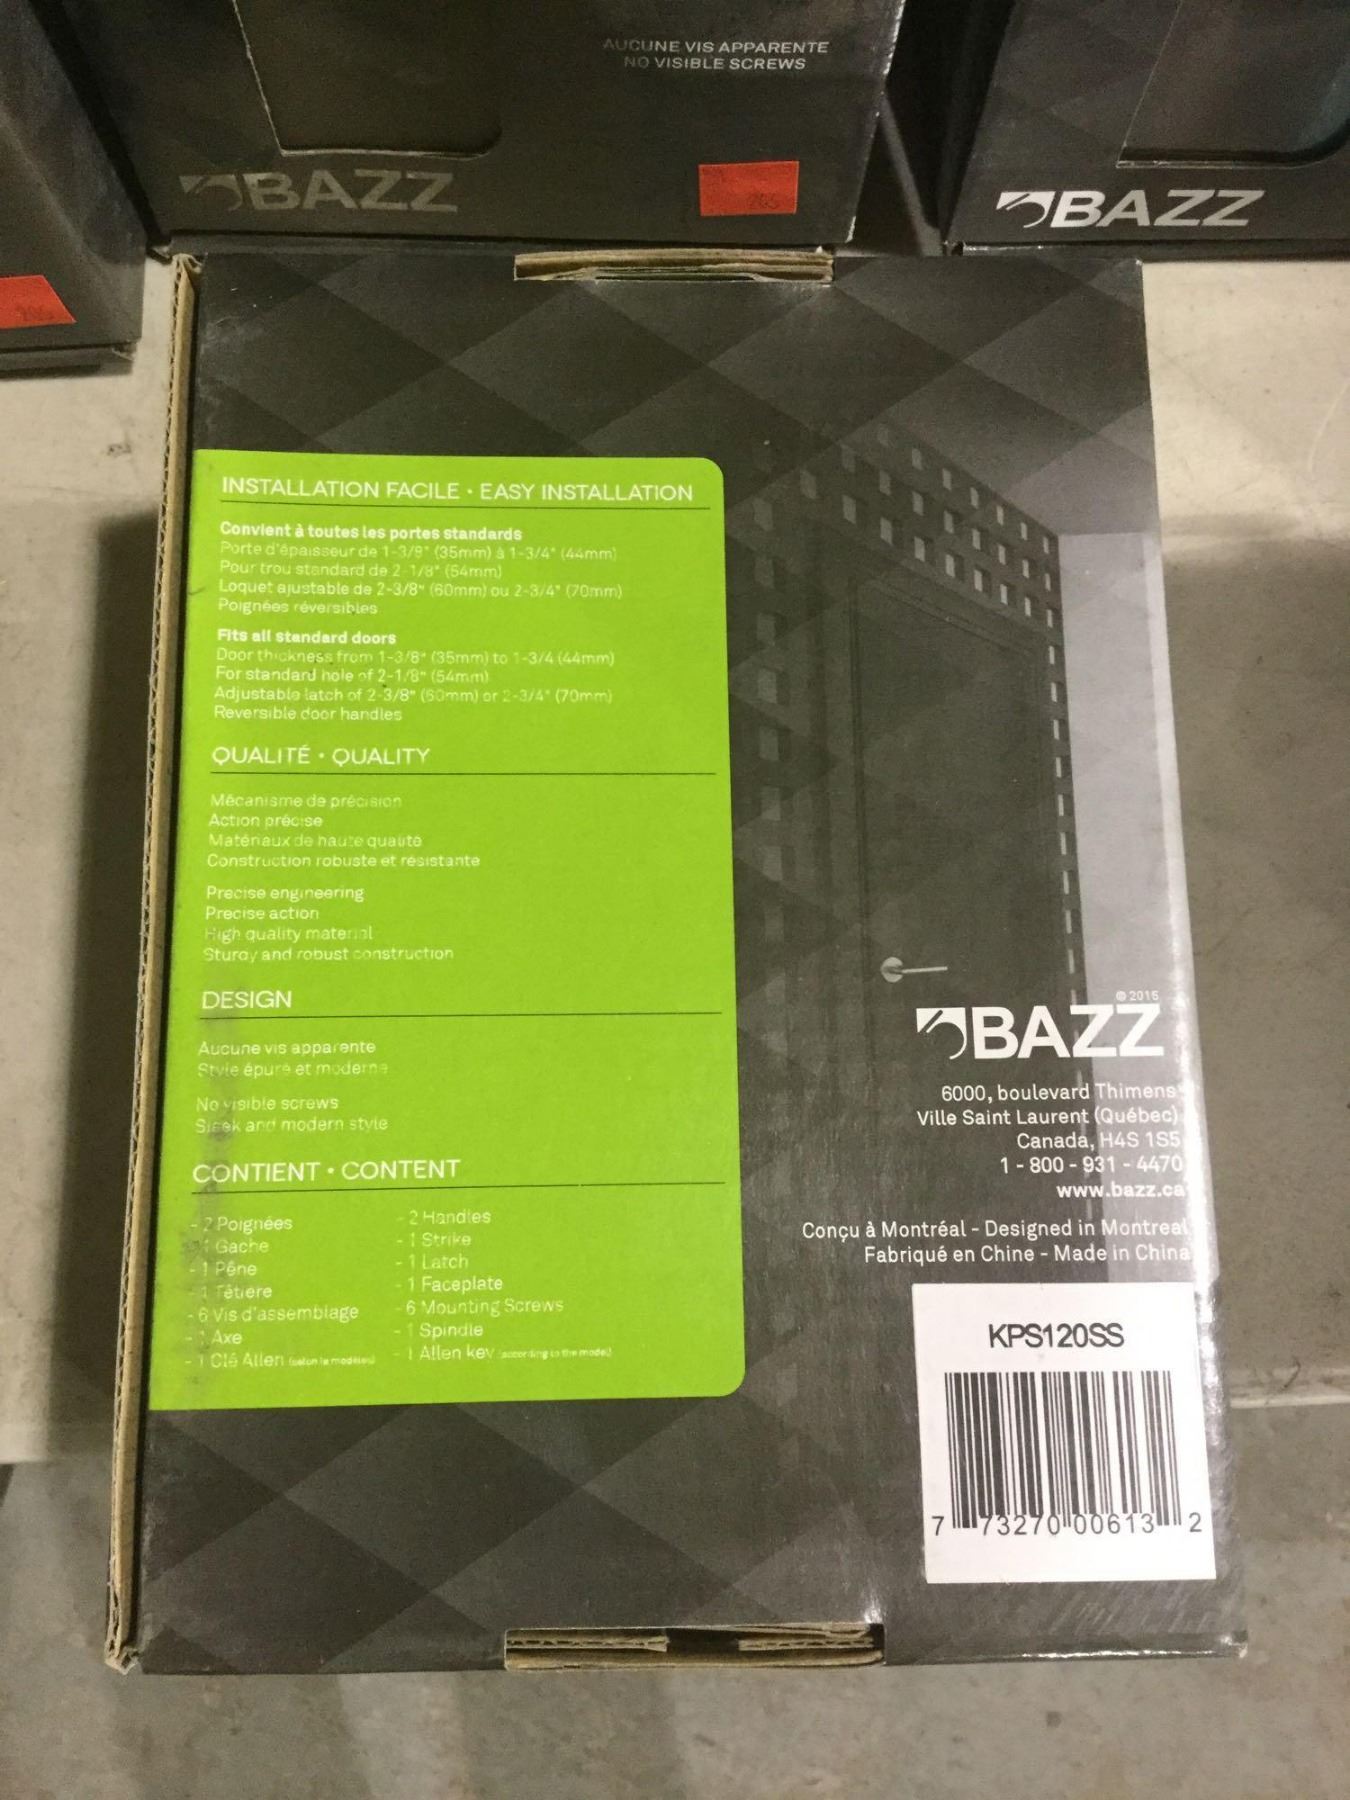 AUCUNE VIS APPARENTE
NO VISIBLE SCREWS
BAZZ
BAZZ
INSTALLATION FACILE • EASY INSTALLATION
Convient à toutes les portes standards
Porte d'épaisseur de 1-3/8" (35mm) à 1-3/4" (44mm)
Pour trou standard de 2-1/8" (54mm)
Loquet ajustable de 2-3/8" (60mm) ou 2-3/4" (70mm)
Poignées réversibles
Fits all standard doors
Door thickness from 1-3/8" (35mm) to 1-3/4 (44mm)
For standard hole of 2-1/8" (54mm)
Adjustable latch of 2-3/8" (60mm) or 2-3/4" (70mm)
Reversible door handles
QUALITÉ • QUALITY
Mécanisme de précision
Action précise
Matériaux de haute qualité
Construction robuste et résistante
Precise engineering
Precise action
High quality material
Sturdy and robust construction
DESIGN
Aucune vis apparente
Style épuré et moderne
No visible screws
Sleek and modern style
CONTIENT • CONTENT
- 2 Poignées
- 1 Gache
- 1 Pêne
- 1 Têtière
- 6 Vis d'assemblage
- 1 Axe
- 1 Clé Allen (selon le modèles)
- 2 Handles
- 1 Strike
- 1 Latch
- 1 Faceplate
- 6 Mounting Screws
- 1 Spindle
- 1 Allen key (according to the model)
© 2015
BAZZ
6000, boulevard Thimens
Ville Saint Laurent (Québec)
Canada, H4S 1S5
1 - 800 - 931 - 4470
www.bazz.ca
Conçu à Montréal - Designed in Montreal
Fabriqué en Chine - Made in China
KPS120SS
7 73270 00613 2